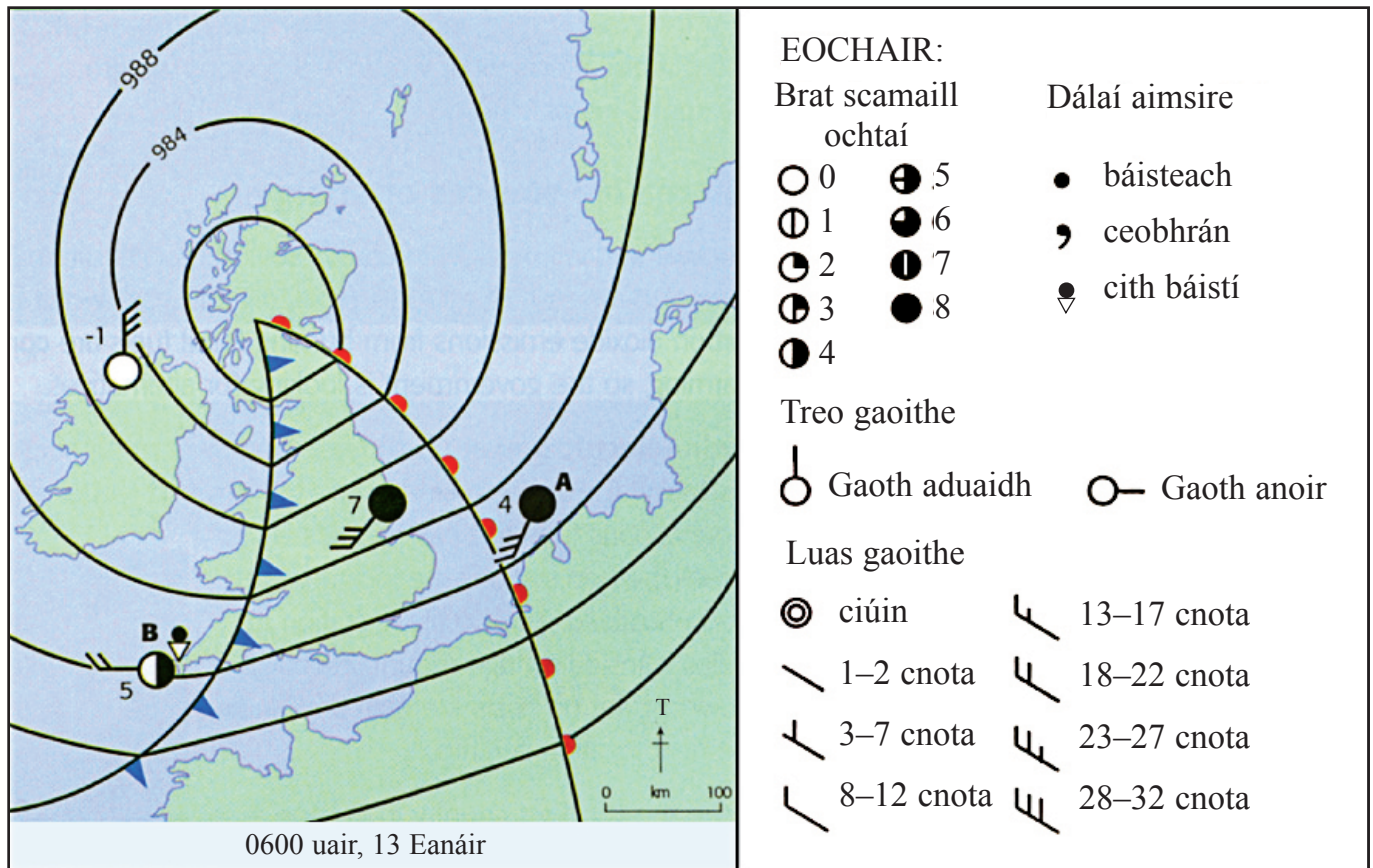 988
984
-1
7
4
A
B
5
T
0 km 100
0600 uair, 13 Eanáir
EOCHAIR:
Brat scamaill
ochtaí
0
1
2
3
4
5
6
7
8
Dálaí aimsire
báisteach
ceobhrán
cith báistí
Treo gaoithe
Gaoth aduaidh
Gaoth anoir
Luas gaoithe
ciúin
1–2 cnota
3–7 cnota
8–12 cnota
13–17 cnota
18–22 cnota
23–27 cnota
28–32 cnota